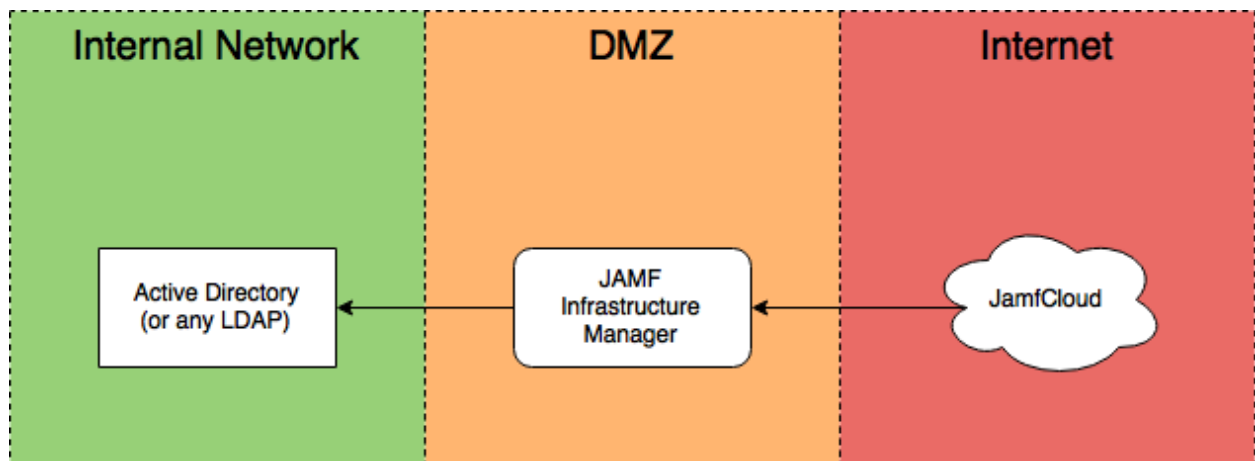 Internal Network
DMZ
Internet
Active Directory
(or any LDAP)
JAMF
Infrastructure
Manager
JamfCloud